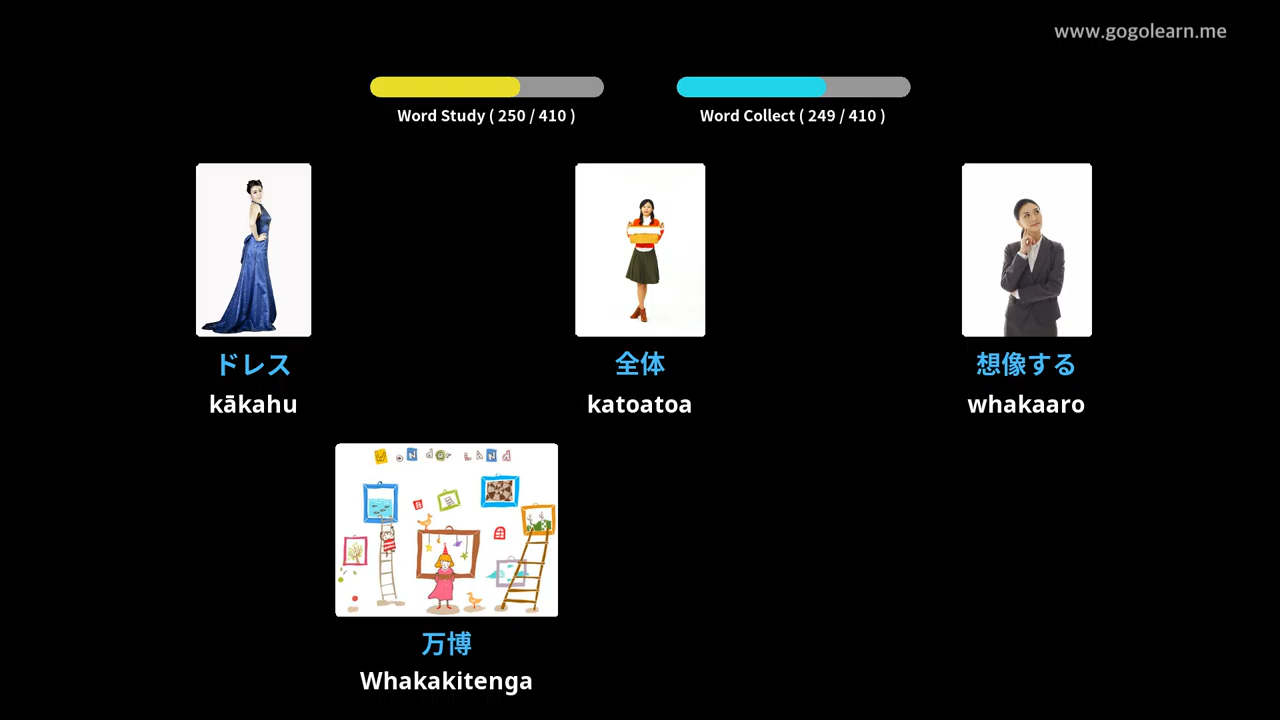 www.gogolearn.me
Word Study ( 250 / 410 )
Word Collect ( 249 / 410 )
ドレス
全体
想像する
kākahu
katoatoa
whakaaro
WonderLAND
万博
Whakakitenga